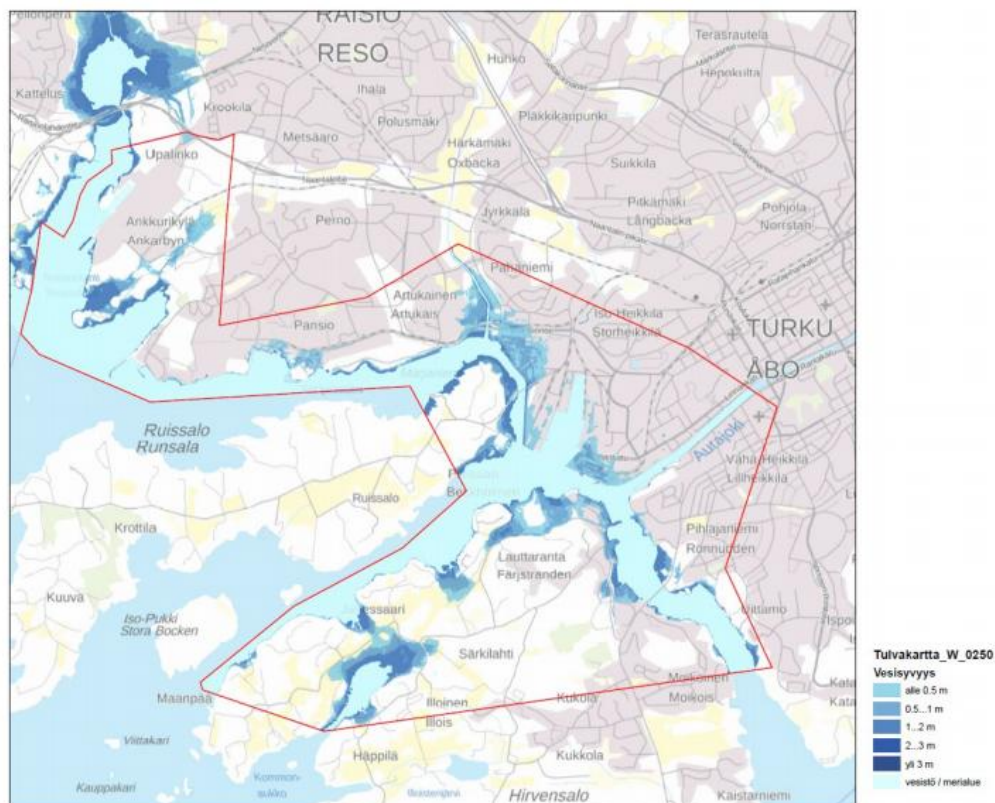 RAISIO
RESO
Terasrautela
Huhko
Hepokulta
Kattelus
Ihala
Krookila
Polusmäki
Pläkkikaupunki
Metsäaro
Härkämäki
Oxbacka
Upalinko
Suikkila
Pitkämäki
Långbacka
Pohjola
Norrstan
Ankkurikylä
Ankarbyn
Perno
Jyrkkälä
Pahaniemi
Artukainen
Artukais
Iso-Heikkilä
Storheikkilä
Pansio
TURKU
ÅBO
Ruissalo
Runsala
Aurajoki
Vähä-Heikkilä
Lillheikkilä
Ruissalo
Krottila
Pihlajaniemi
Rönnudden
Lauttaranta
Färjstranden
Kuuva
Iso-Pukki
Stora Bocken
Uittamo
Särkilahti
Maanpää
Moikoinen
Moikois
Illoinen
Illois
Kukola
Viittakari
Häppilä
Kukkola
Kauppakari
Hirvensalo
Kaistarniemi
Tulvakartta_W_0250
Vesisyvyys
alle 0.5 m
0.5...1 m
1...2 m
2...3 m
yli 3 m
vesistö / merialue